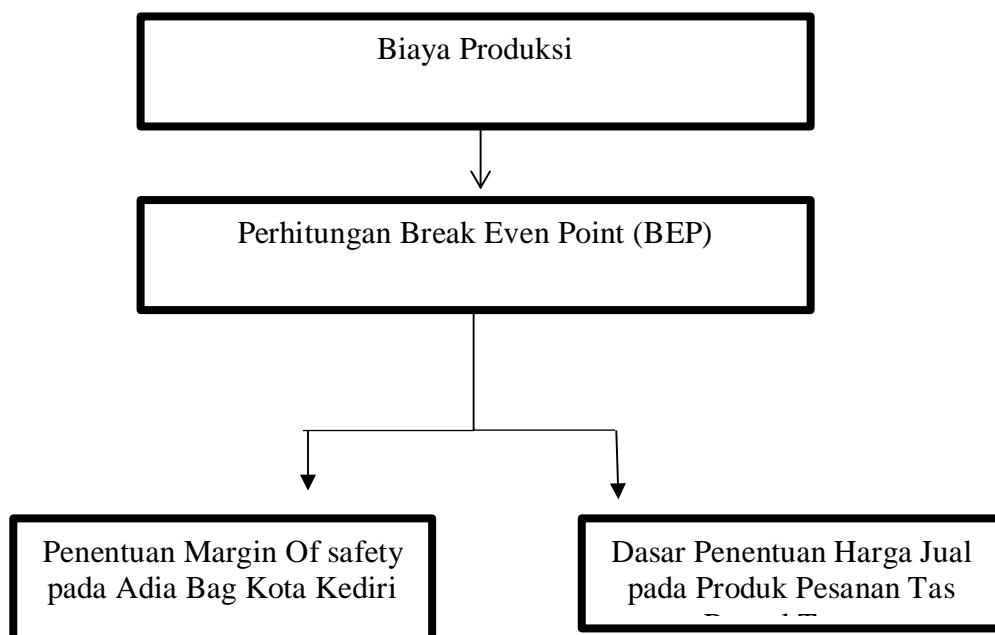 Biaya Produksi
Perhitungan Break Even Point (BEP)
Penentuan Margin Of safety
pada Adia Bag Kota Kediri
Dasar Penentuan Harga Jual
pada Produk Pesanan Tas